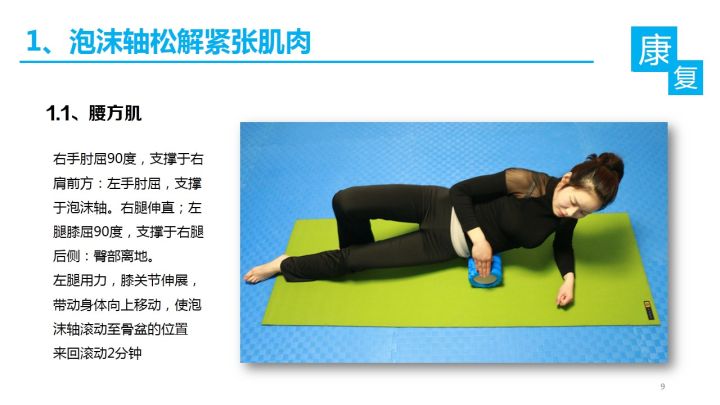 1、泡沫轴松解紧张肌肉
康
复
1.1、腰方肌
右手肘屈90度，支撑于右
肩前方：左手肘屈，支撑
于泡沫轴。右腿伸直；左
腿膝屈90度，支撑于右腿
后侧：臀部离地。
左腿用力，膝关节伸展，
带动身体向上移动，使泡
沫轴滚动至骨盆的位置
来回滚动2分钟
9